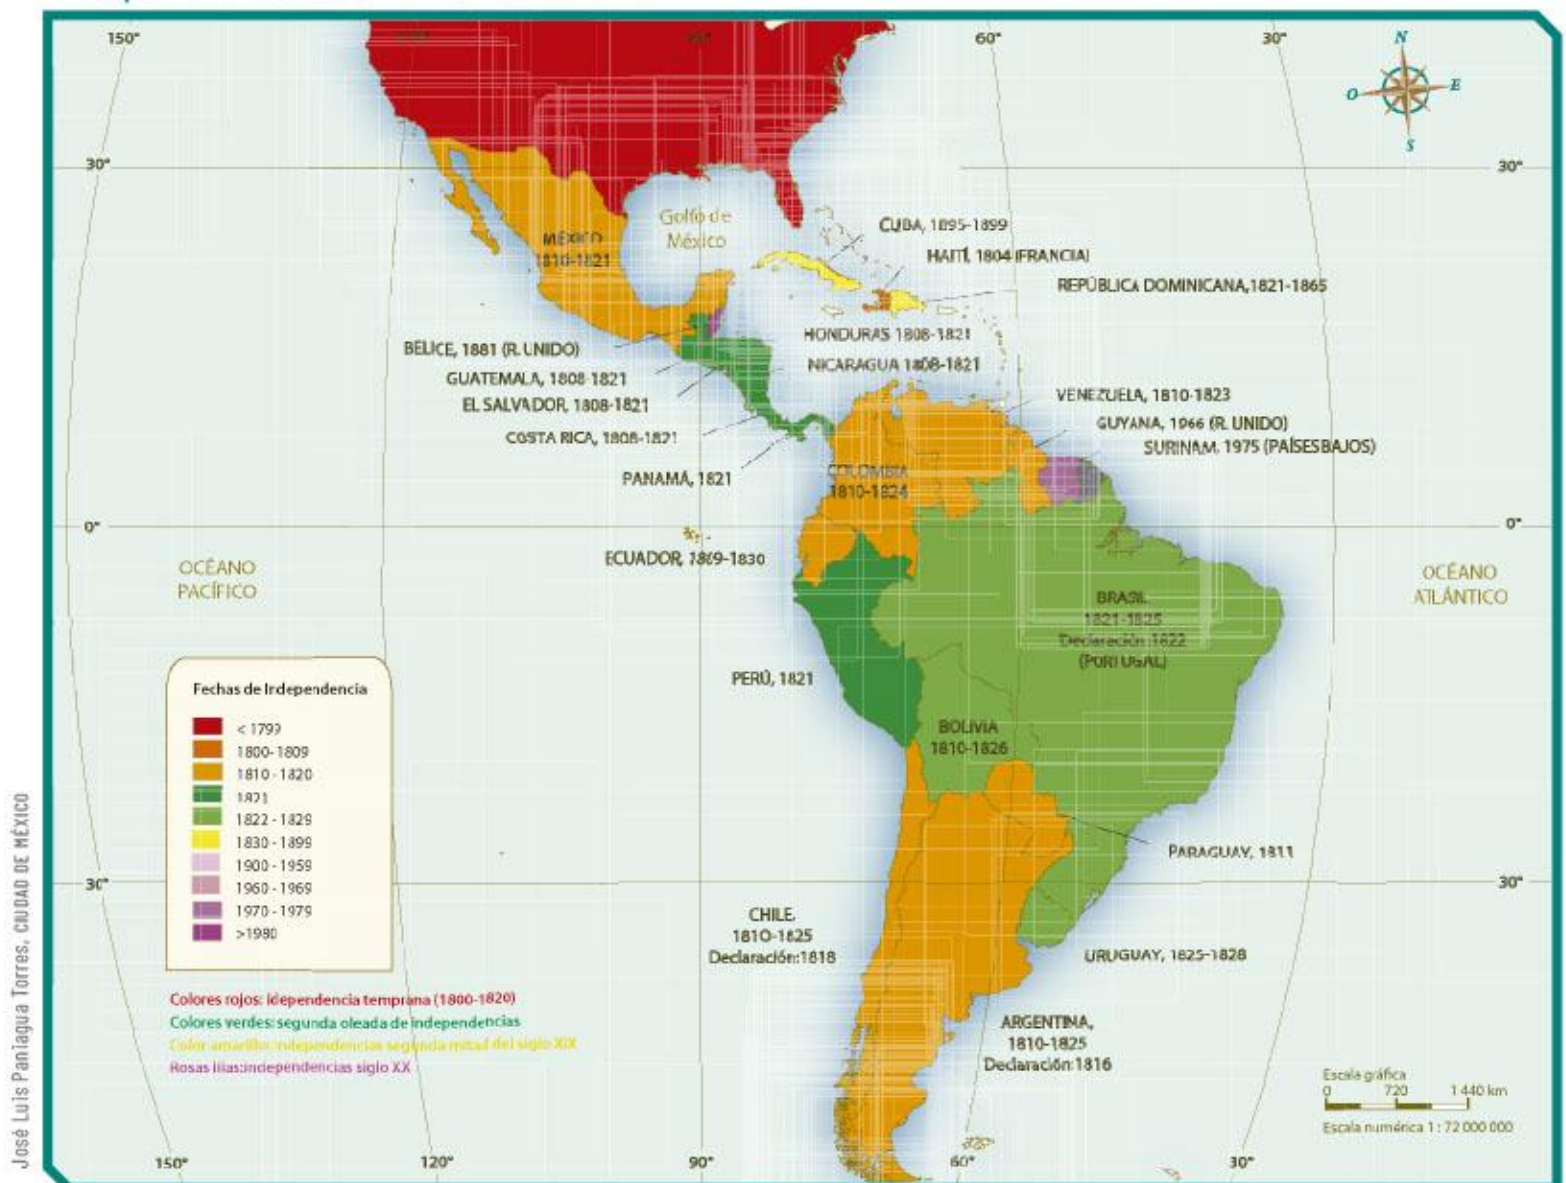 150°
60°
30°
N
O
E
S
30°
30°
Golfo de
México
MÉXICO
1810-1821
CUBA, 1895-1899
HAITÍ, 1804 (FRANCIA)
REPÚBLICA DOMINICANA, 1821-1865
HONDURAS 1808-1821
BELICE, 1881 (R. UNIDO)
NICARAGUA 1808-1821
GUATEMALA, 1808-1821
EL SALVADOR, 1808-1821
VENEZUELA, 1810-1823
GUYANA, 1966 (R. UNIDO)
COSTA RICA, 1808-1821
SURINAM, 1975 (PAÍSES BAJOS)
PANAMÁ, 1821
COLOMBIA
1810-1824
0°
0°
ECUADOR,
OCÉANO
PACÍFICO
OCÉANO
ATLÁNTICO
BRASIL
1821-1825
Declaración:1822
(PORTUGAL)
PERÚ, 1821
BOLIVIA
1810-1826
Fechas de Independencia
< 1799
1800-1809
1810 - 1820
1821
1822 - 1829
1830 - 1899
1900 - 1959
1960 - 1969
1970 - 1979
>1980
PARAGUAY, 1811
30°
30°
CHILE,
1810-1825
Declaración:1818
URUGUAY, 1825-1828
Colores rojos: idependencia temprana (1800-1820)
Colores verdes: segunda oleada de independencias
Color amarillo: independencias segunda mitad del siglo XIX
Rosas lilas:independencias siglo XX
ARGENTINA,
1810-1825
Declaración:1816
Escala gráfica
0 720 1 440 km
Escala numérica 1 : 72 000 000
150°
120°
90°
60°
30°
José Luis Paniagua Torres, CIUDAD DE MÉXICO